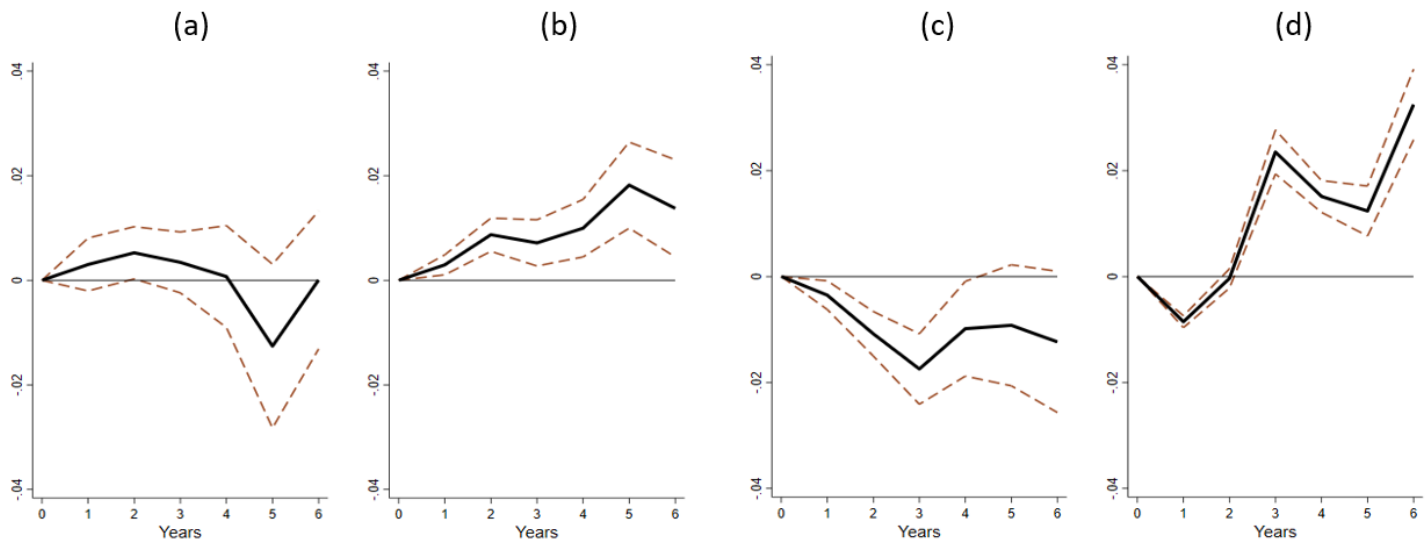 (a) (b) (c) (d)
.04 .04 .04 .04
.02 .02 .02 .02
0 0 0 0
-.02 -.02 -.02 -.02
-.04 -.04 -.04 -.04
0 1 2 3 4 5 6 0 1 2 3 4 5 6 0 1 2 3 4 5 6 0 1 2 3 4 5 6
Years Years Years Years